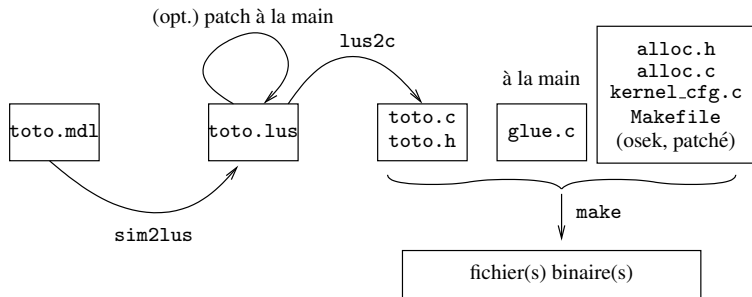 (opt.) patch à la main
lus2c
à la main
toto.mdl
toto.lus
toto.c
toto.h
glue.c
alloc.h
alloc.c
kernel_cfg.c
Makefile
(osek, patché)
sim2lus
make
fichier(s) binaire(s)